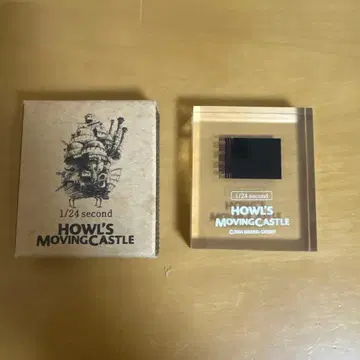 1/24 second
HOWL'S
MOVING CASTLE
1/24 second
HOWL'S
MOVING CASTLE